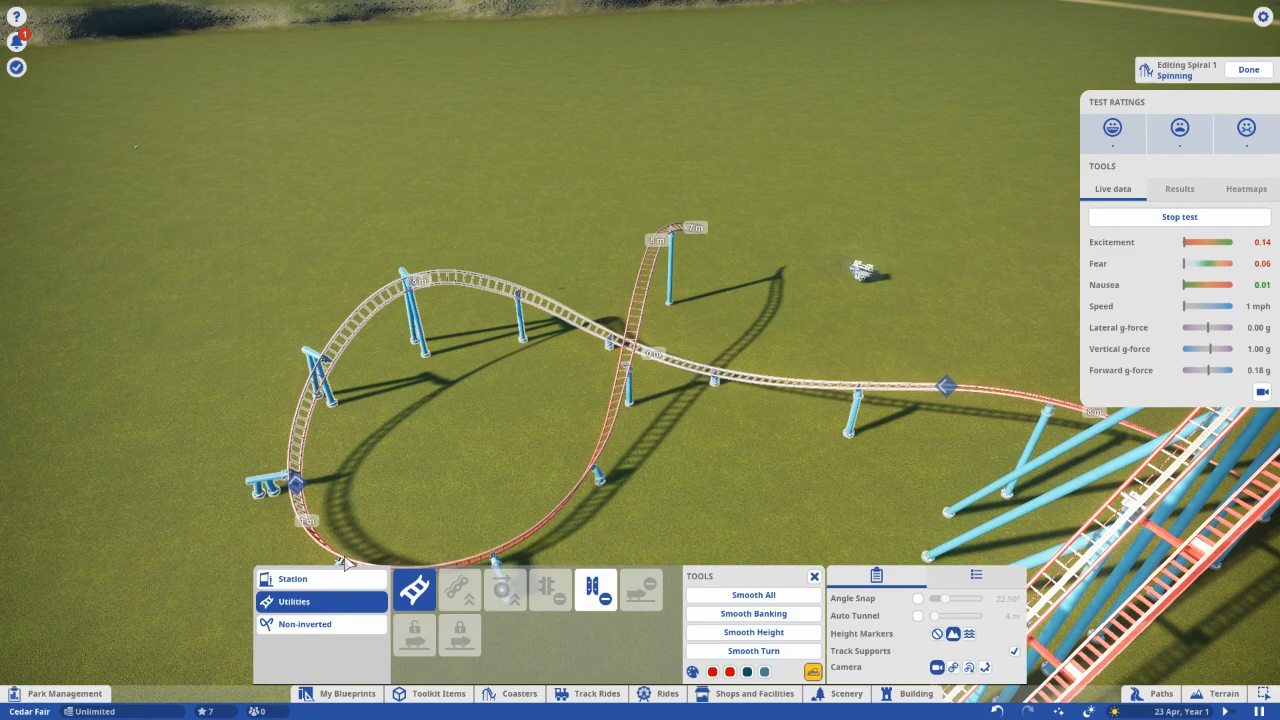 ?
1
Editing Spiral 1
Spinning
Done
TEST RATINGS
- - -
TOOLS
Live data Results Heatmaps
Stop test
Excitement 0.14
Fear 0.06
Nausea 0.01
Speed 1 mph
Lateral g-force 0.00 g
Vertical g-force 1.00 g
Forward g-force 0.18 g
7 m
8 m
8 m
0 m
8 m
Station
Utilities
Non-inverted
TOOLS
Smooth All
Smooth Banking
Smooth Height
Smooth Turn
Angle Snap 22.50°
Auto Tunnel 4 m
Height Markers
Track Supports
Camera
Park Management My Blueprints Toolkit Items Coasters Track Rides Rides Shops and Facilities Scenery Building Paths Terrain
Cedar Fair Unlimited 7 0 23 Apr, Year 1